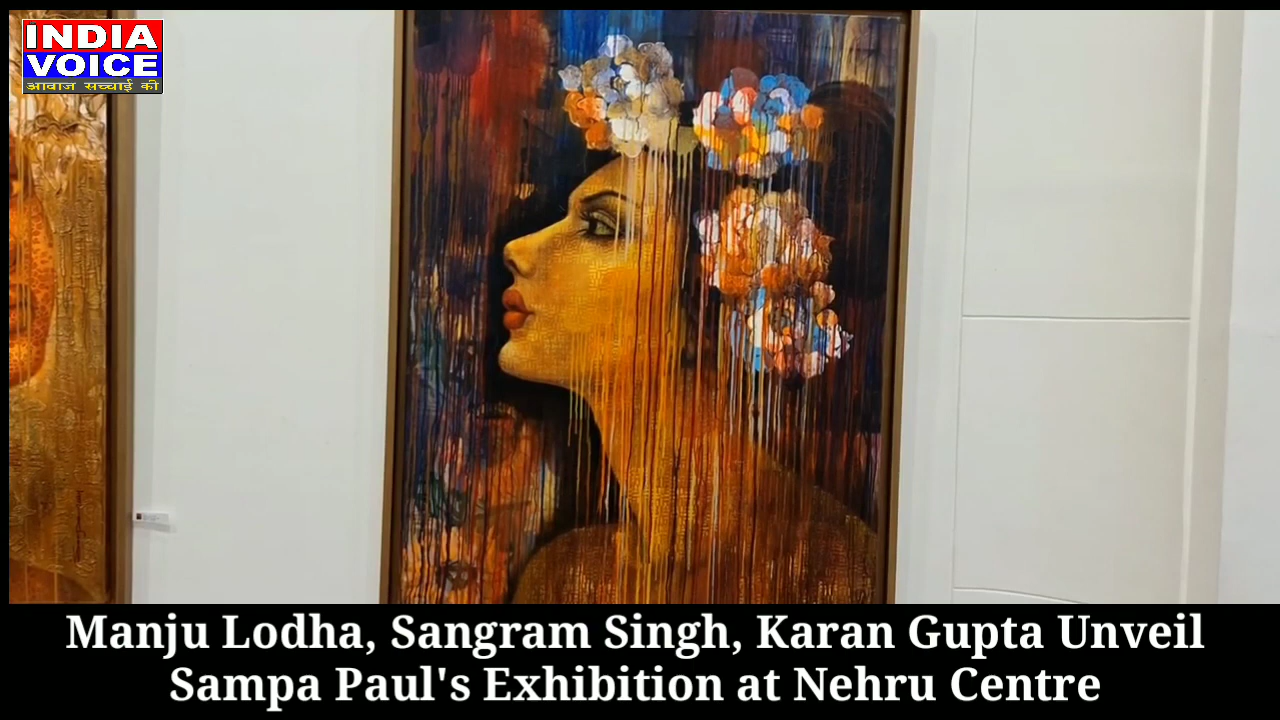 INDIA
VOICE
आवाज सच्चाई की
Manju Lodha, Sangram Singh, Karan Gupta Unveil
Sampa Paul's Exhibition at Nehru Centre